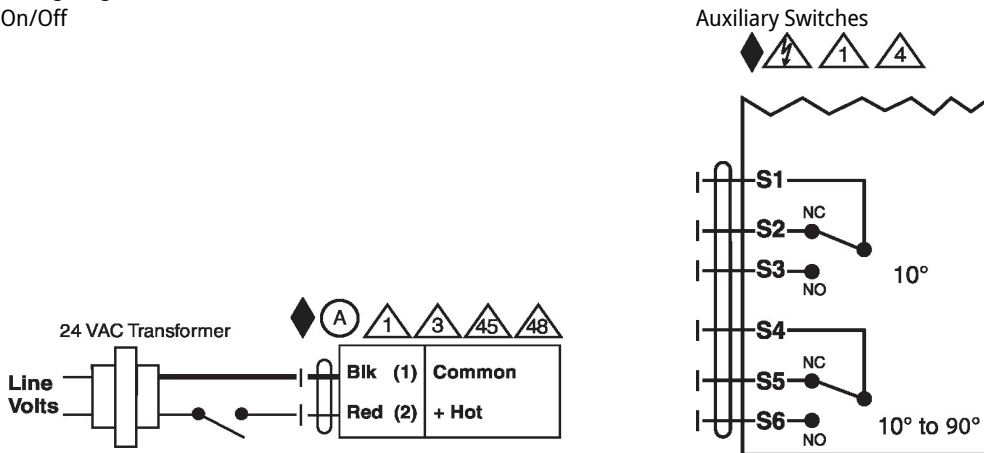 On/Off
24 VAC Transformer
Line
Volts
A
1
3
45
48
Blk (1) Common
Red (2) + Hot
Auxiliary Switches
1
4
S1
NC
S2
S3
NO
10°
S4
NC
S5
S6
NO
10° to 90°